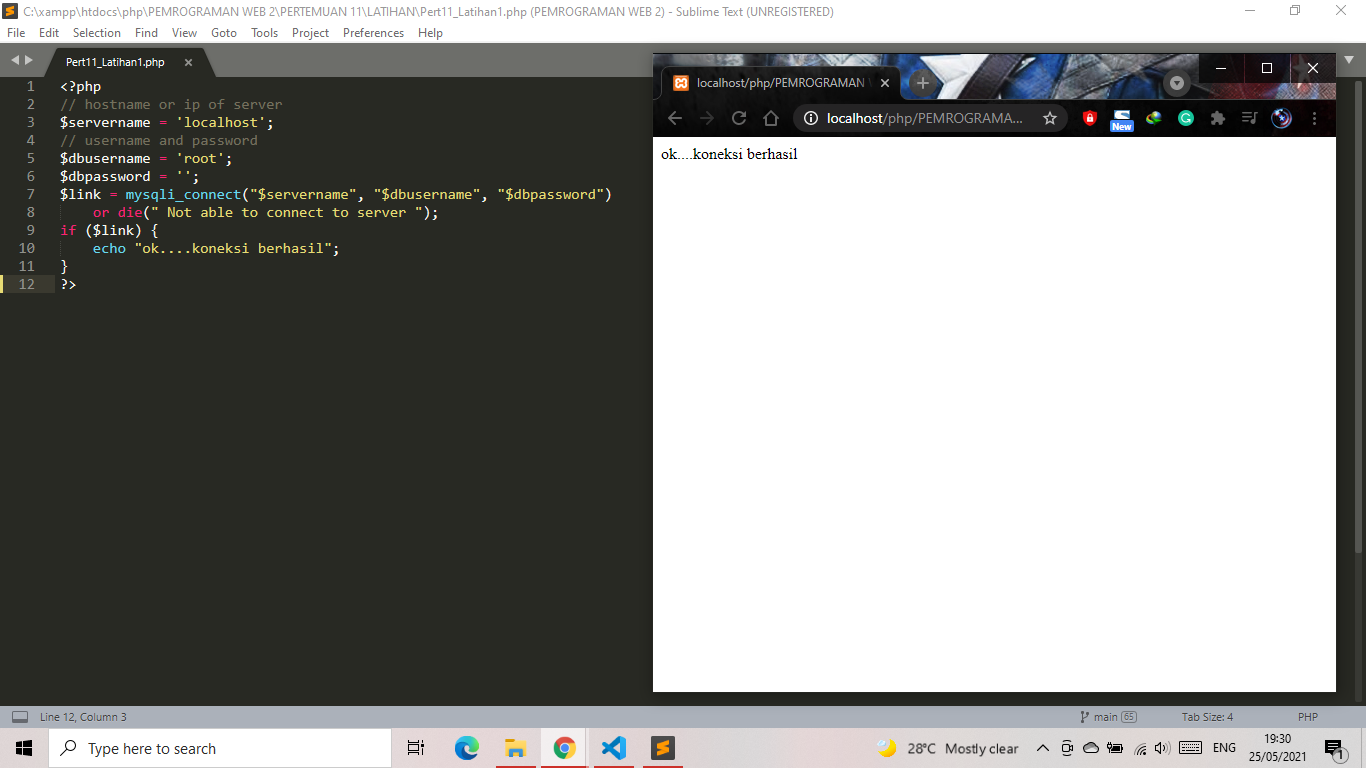 C:\xampp\htdocs\php\PEMROGRAMAN WEB 2\PERTEMUAN 11\LATIHAN\Pert11_Latihan1.php (PEMROGRAMAN WEB 2) - Sublime Text (UNREGISTERED)
File Edit Selection Find View Goto Tools Project Preferences Help
Pert11_Latihan1.php
1 <?php
2 // hostname or ip of server
3 $servername = 'localhost';
4 // username and password
5 $dbusername = 'root';
6 $dbpassword = '';
7 $link = mysqli_connect("$servername", "$dbusername", "$dbpassword")
8 or die(" Not able to connect to server ");
9 if ($link) {
10 echo "ok....koneksi berhasil";
11 }
12 ?>
localhost/php/PEMROGRAMAN
localhost/php/PEMROGRAMA...
New
ok....koneksi berhasil
Line 12, Column 3
main 65
Tab Size: 4
PHP
Type here to search
28°C Mostly clear
ENG
19:30
25/05/2021
1